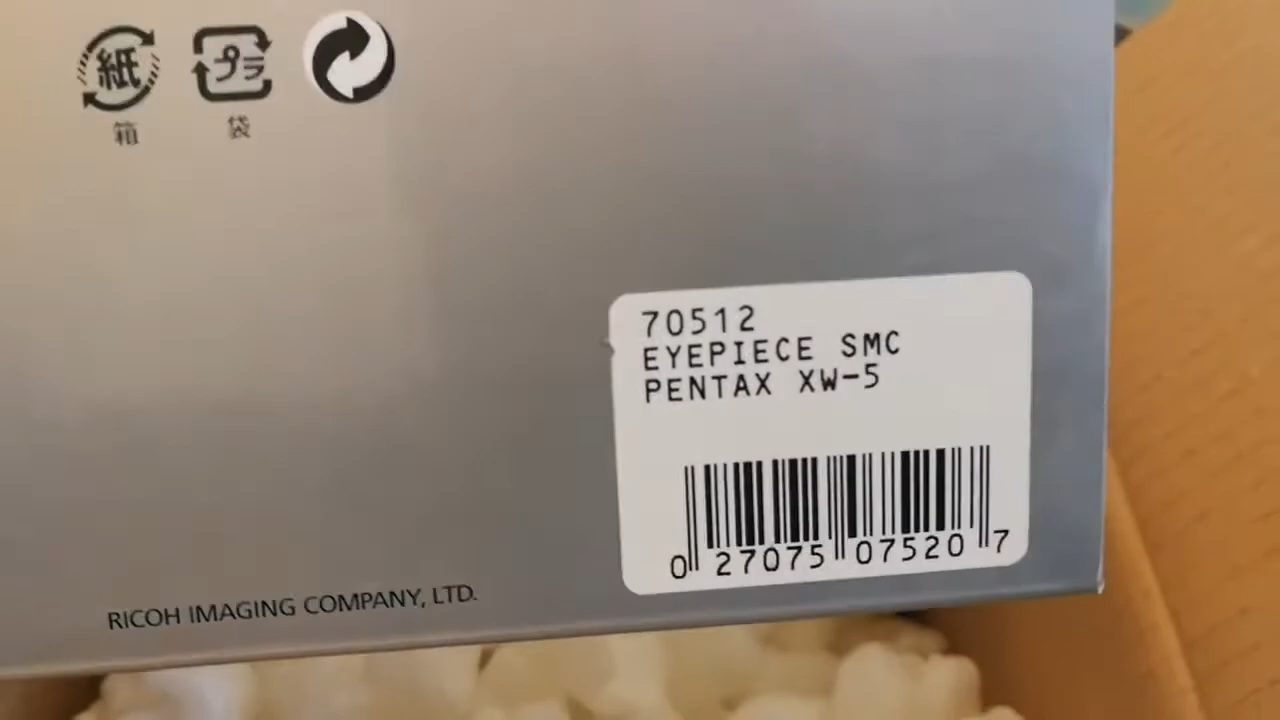 紙
プラ
箱
袋
70512
EYEPIECE SMC
PENTAX XW-5
0 27075 07520 7
RICOH IMAGING COMPANY, LTD.